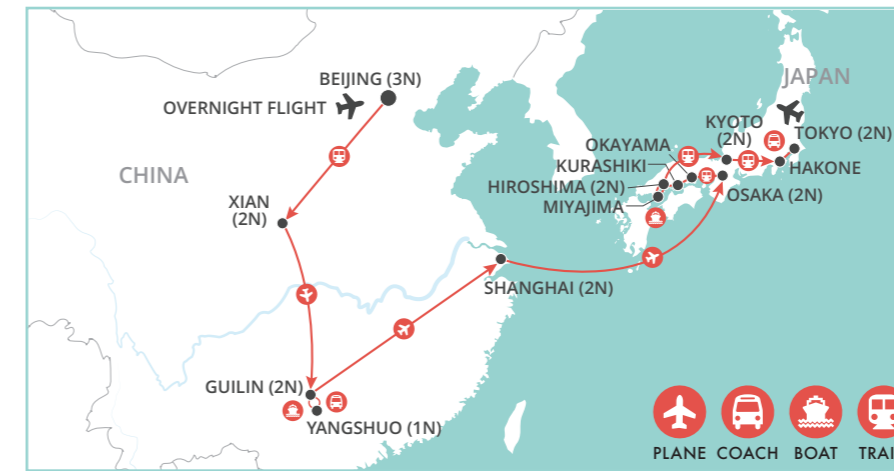 BEIJING (3N)
OVERNIGHT FLIGHT
CHINA
XIAN
(2N)
GUILIN (2N)
YANGSHUO (1N)
SHANGHAI (2N)
JAPAN
KYOTO
(2N)
TOKYO (2N)
OKAYAMA
KURASHIKI
HAKONE
HIROSHIMA (2N)
OSAKA (2N)
MIYAJIMA
PLANE COACH BOAT TRAI